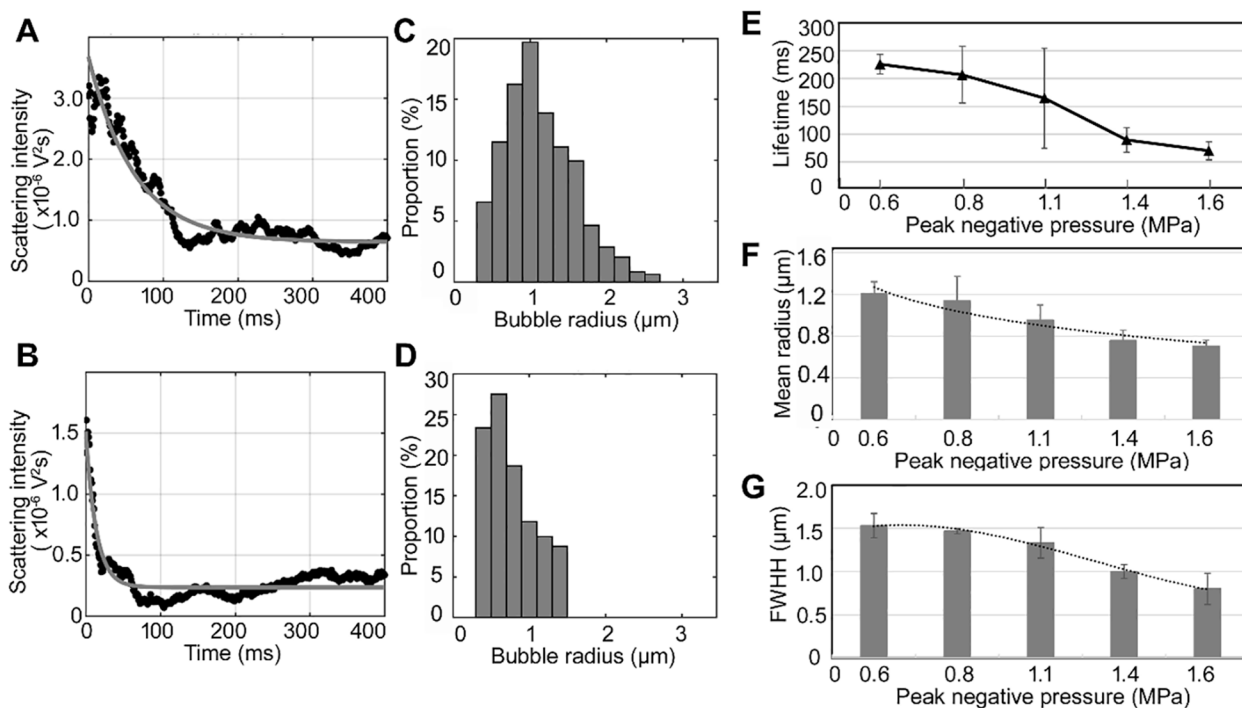 A
Scattering intensity
( x10⁻⁶ V²s)
3.0
2.0
1.0
0
0 100 200 300 400
Time (ms)
B
Scattering intensity
( x10⁻⁶ V²s)
1.5
1.0
0.5
0
0 100 200 300 400
Time (ms)
C
Proportion (%)
20
15
10
5
0
0 1 2 3
Bubble radius (µm)
D
Proportion (%)
30
25
20
15
10
5
0
0 1 2 3
Bubble radius (µm)
E
Lifetime (ms)
300
250
200
150
100
50
0
0 0.6 0.8 1.1 1.4 1.6
Peak negative pressure (MPa)
F
Mean radius (µm)
1.6
1.2
0.8
0.4
0
0.6 0.8 1.1 1.4 1.6
Peak negative pressure (MPa)
G
FWHH (µm)
2.0
1.5
1.0
0.5
0
0.6 0.8 1.1 1.4 1.6
Peak negative pressure (MPa)